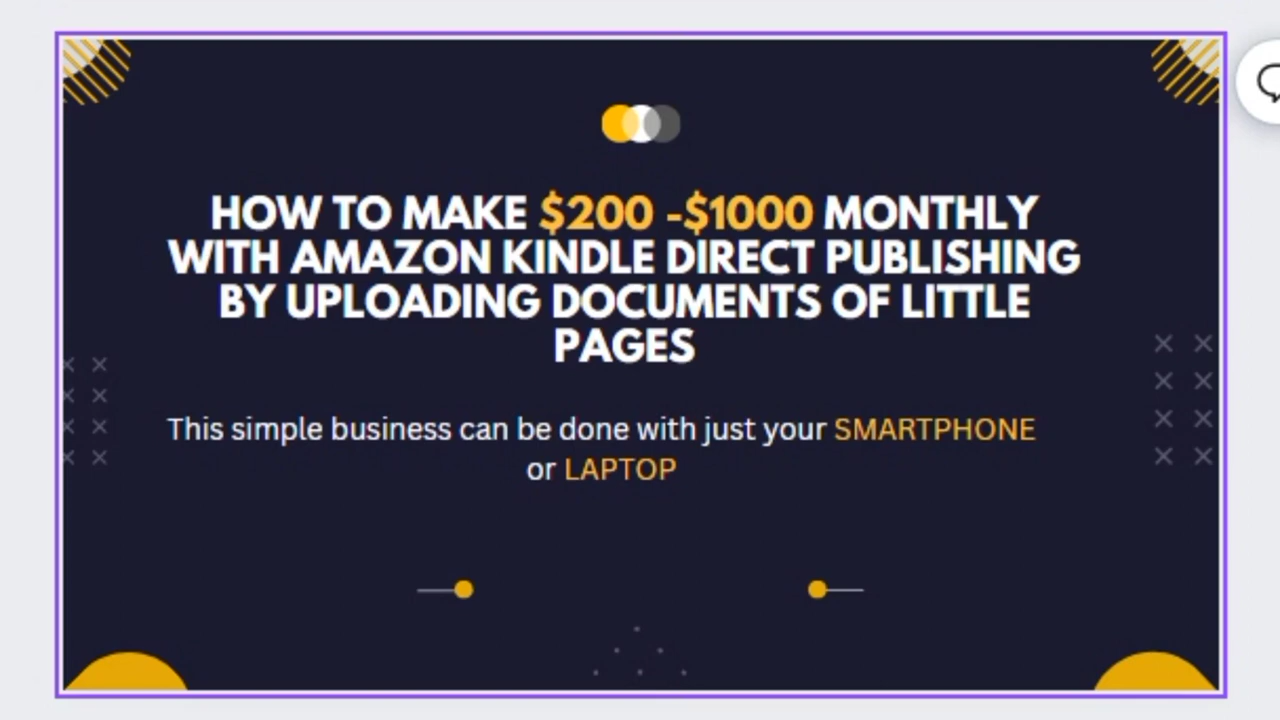 HOW TO MAKE $200 -$1000 MONTHLY
WITH AMAZON KINDLE DIRECT PUBLISHING
BY UPLOADING DOCUMENTS OF LITTLE
PAGES
This simple business can be done with just your SMARTPHONE
or LAPTOP